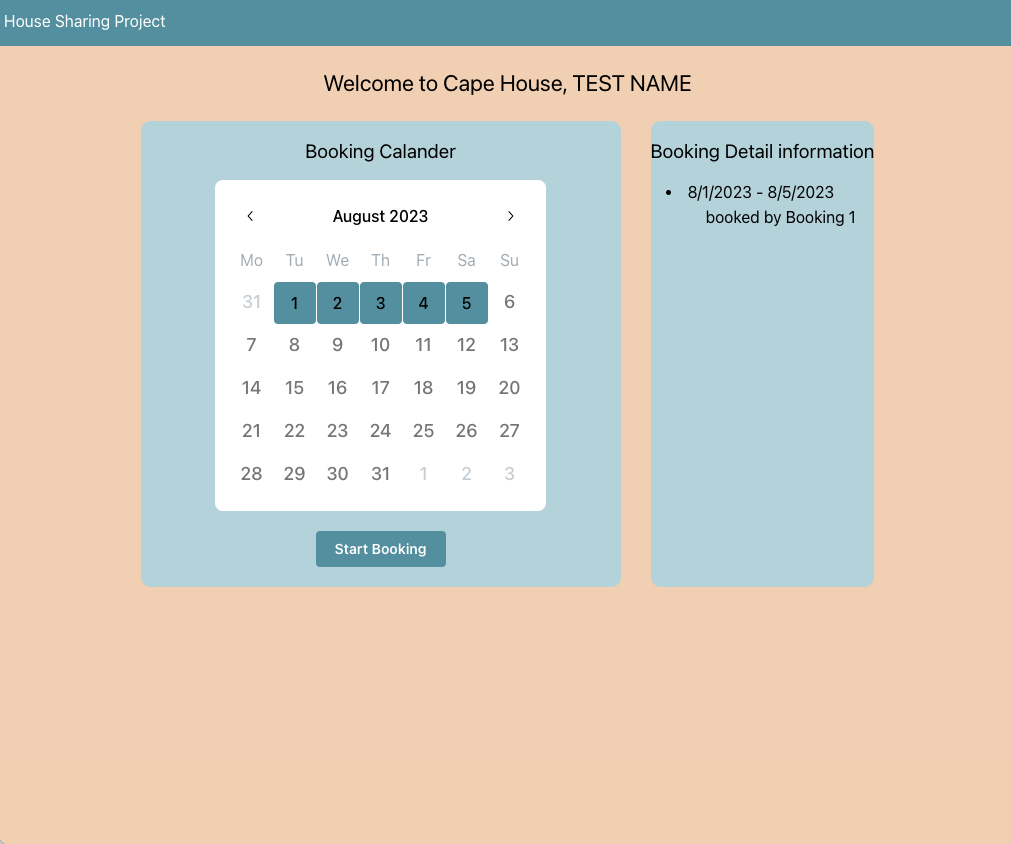 House Sharing Project
Welcome to Cape House, TEST NAME
Booking Calander
August 2023
Mo Tu We Th Fr Sa Su
31 1 2 3 4 5 6
7 8 9 10 11 12 13
14 15 16 17 18 19 20
21 22 23 24 25 26 27
28 29 30 31 1 2 3
Start Booking
Booking Detail information
8/1/2023 - 8/5/2023
booked by Booking 1